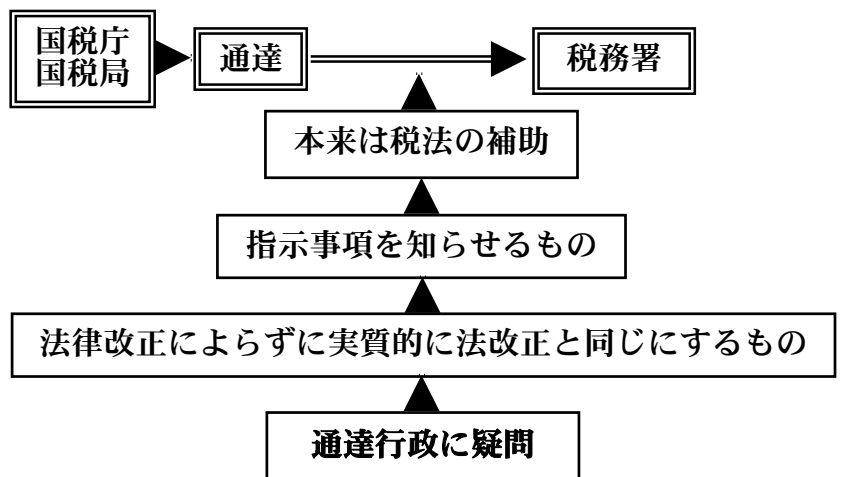 国税庁
国税局
通達
税務署
本来は税法の補助
指示事項を知らせるもの
法律改正によらずに実質的に法改正と同じにするもの
通達行政に疑問